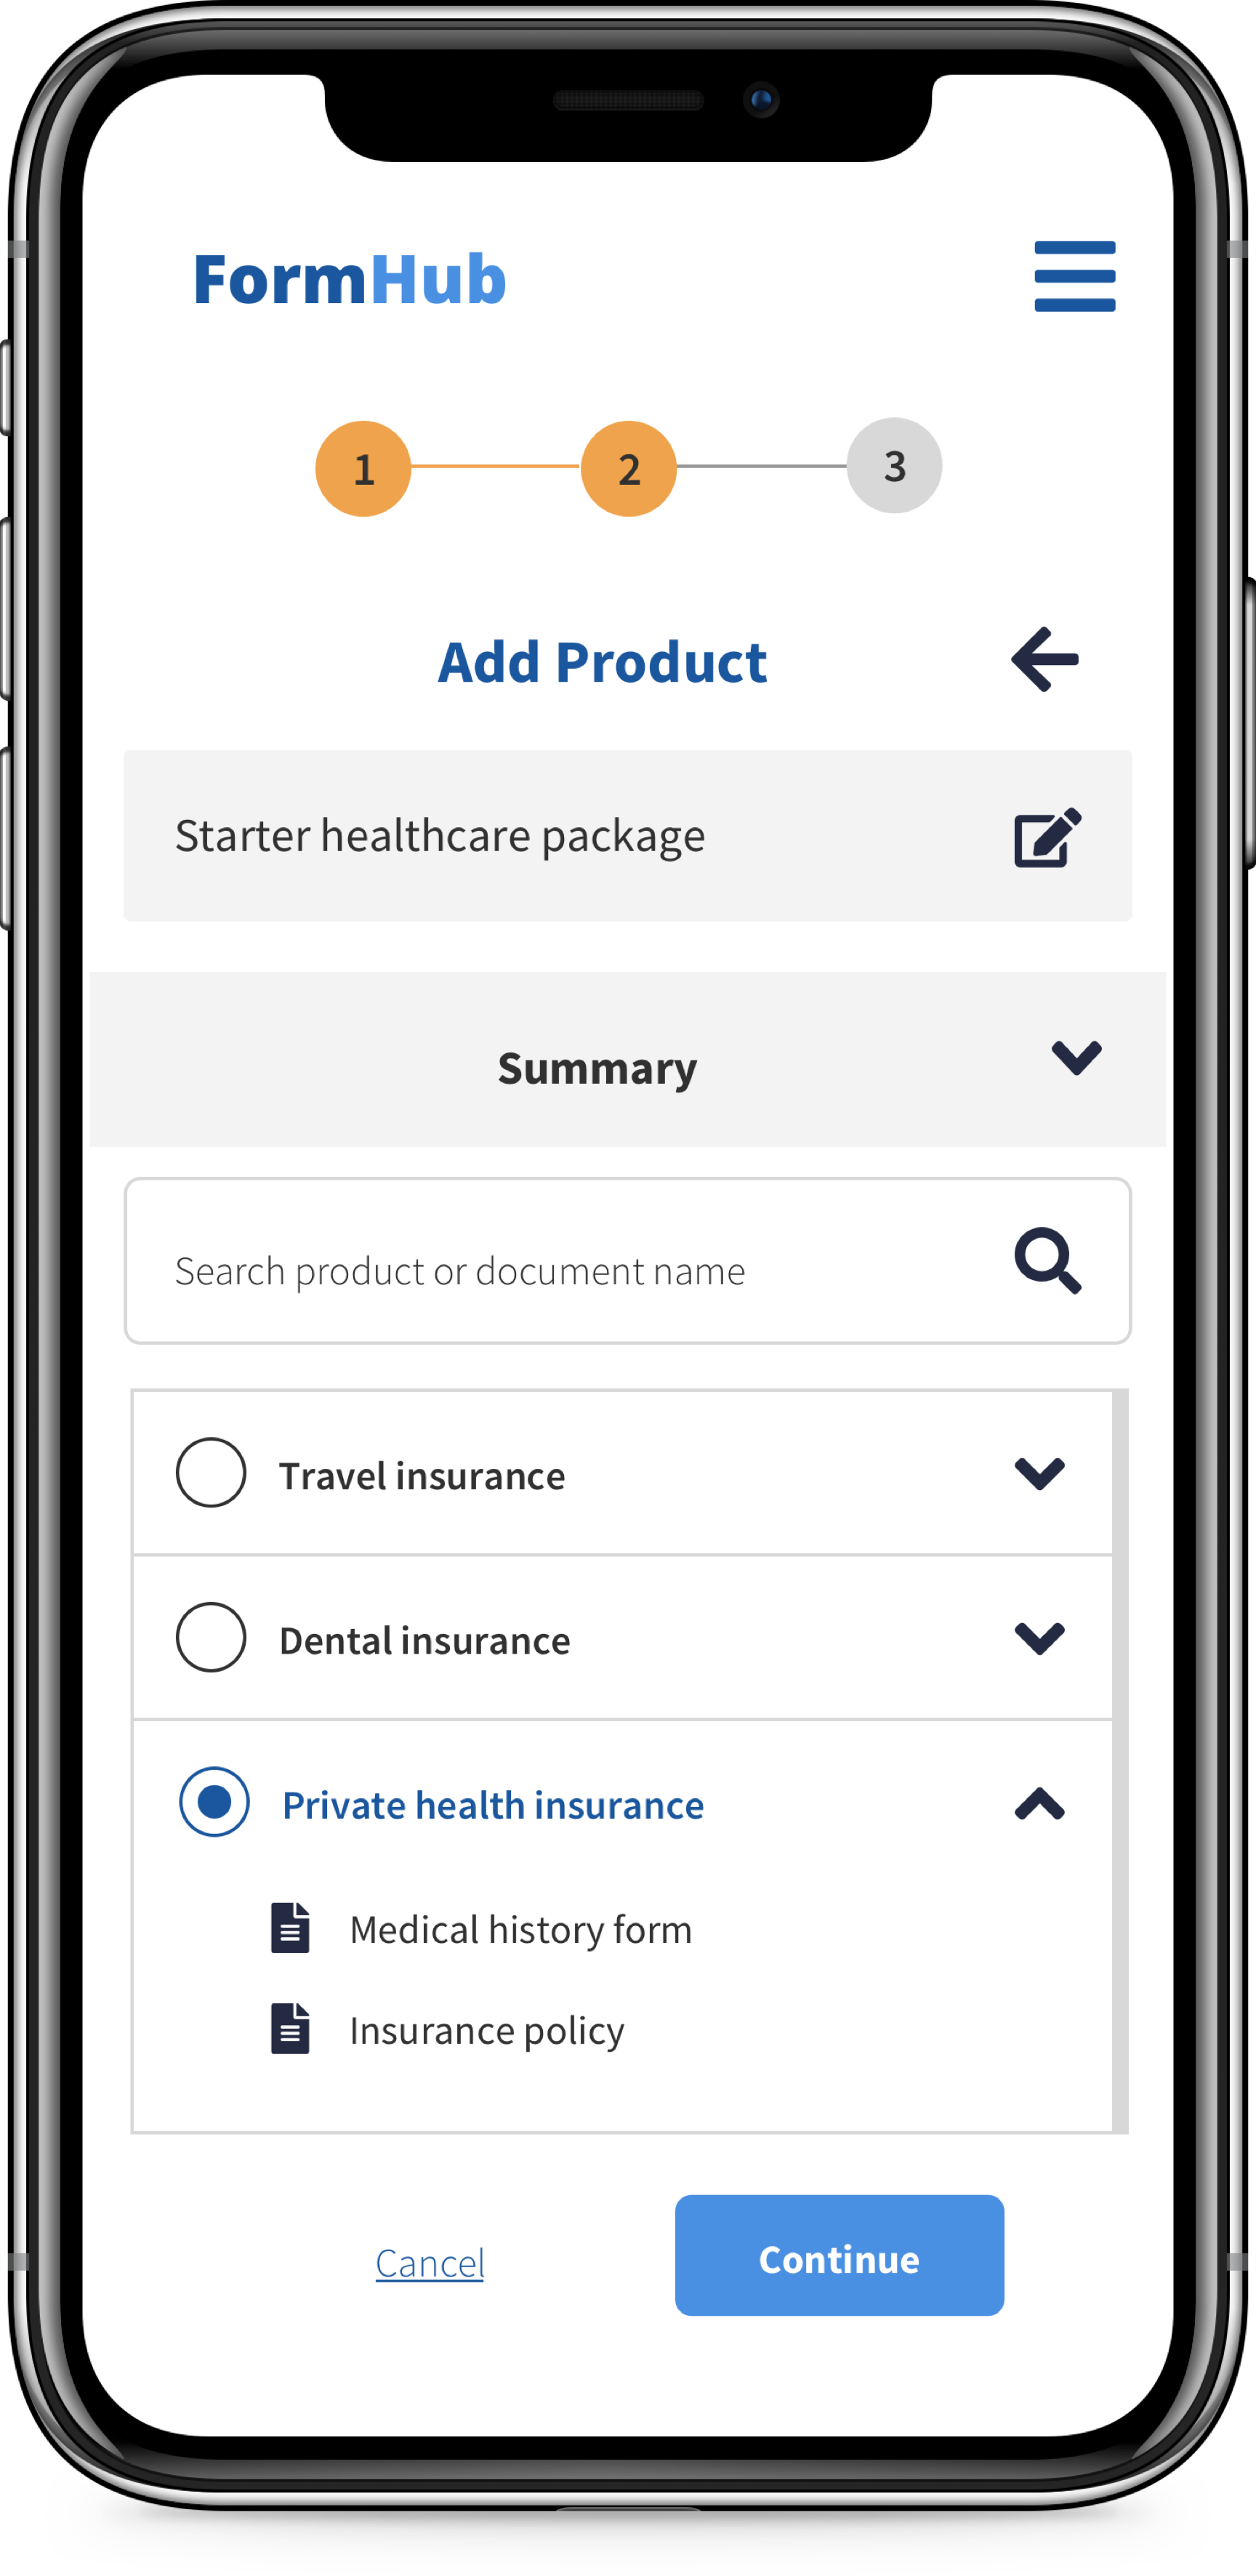 FormHub
1 2 3
Add Product
Starter healthcare package
Summary
Search product or document name
Travel insurance
Dental insurance
Private health insurance
Medical history form
Insurance policy
Cancel Continue